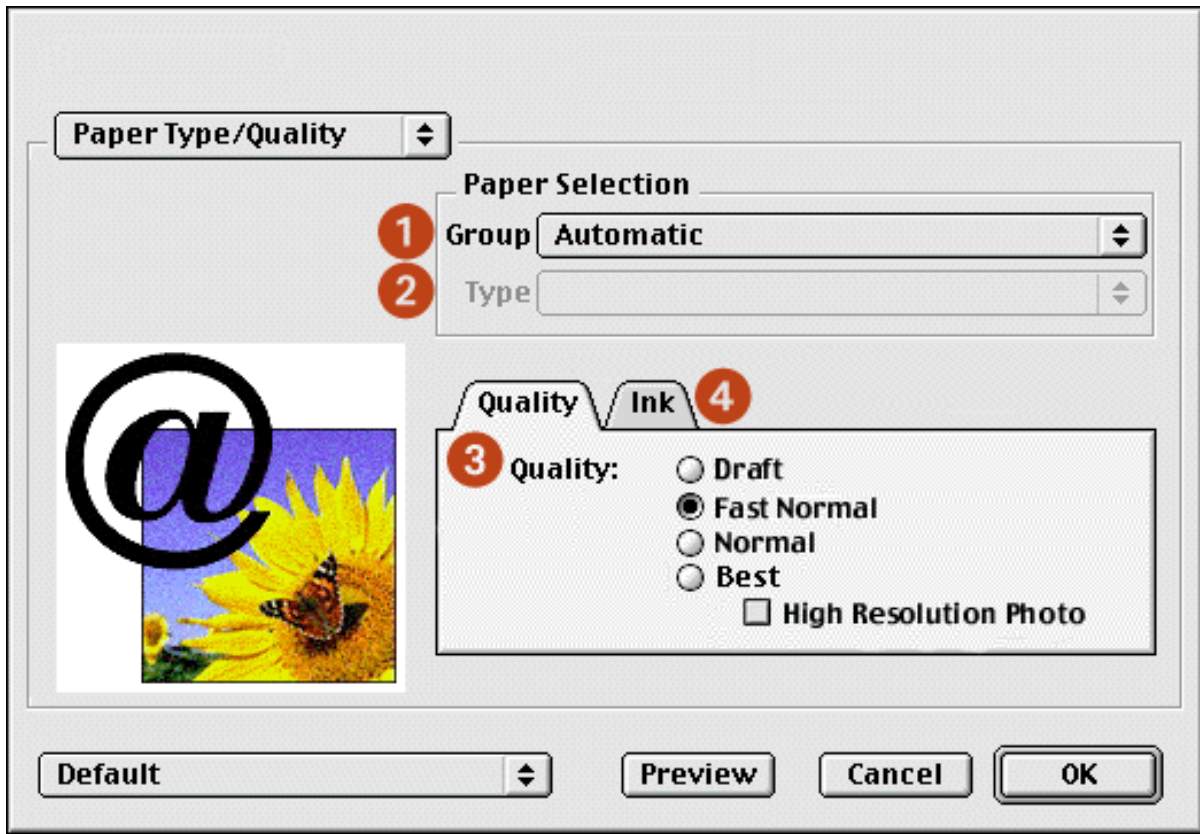 Paper Type/Quality
Paper Selection
1 Group Automatic
2 Type
Quality Ink 4
3 Quality: Draft
Fast Normal
Normal
Best
High Resolution Photo
@
Default Preview Cancel OK